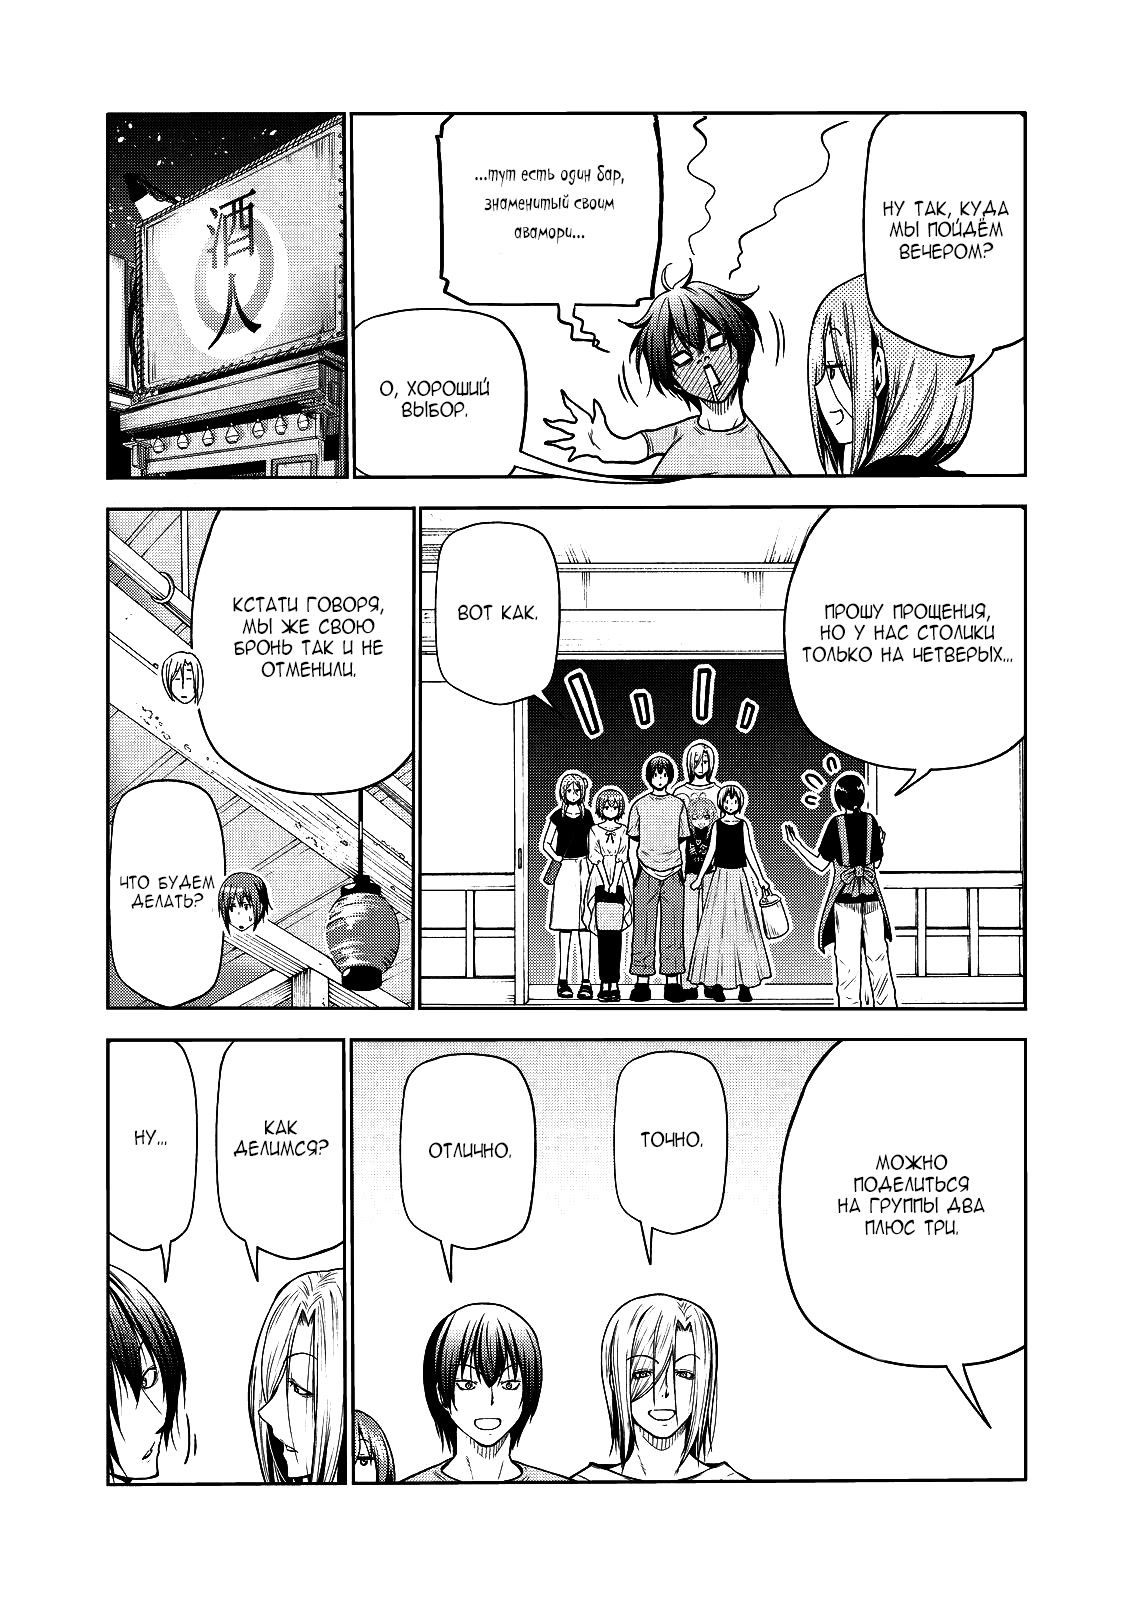 НУ ТАК, КУДА
МЫ ПОЙДЁМ
ВЕЧЕРОМ?
...тут есть один бар,
знаменитый своим
авамори...
О, ХОРОШИЙ
ВЫБОР.
酒
人
ПРОШУ ПРОЩЕНИЯ,
НО У НАС СТОЛИКИ
ТОЛЬКО НА ЧЕТВЕРЫХ...
ВОТ КАК.
КСТАТИ ГОВОРЯ,
МЫ ЖЕ СВОЮ
БРОНЬ ТАК И НЕ
ОТМЕНИЛИ.
ЧТО БУДЕМ
ДЕЛАТЬ?
МОЖНО
ПОДЕЛИТЬСЯ
НА ГРУППЫ ДВА
ПЛЮС ТРИ.
ТОЧНО.
ОТЛИЧНО.
КАК
ДЕЛИМСЯ?
НУ...